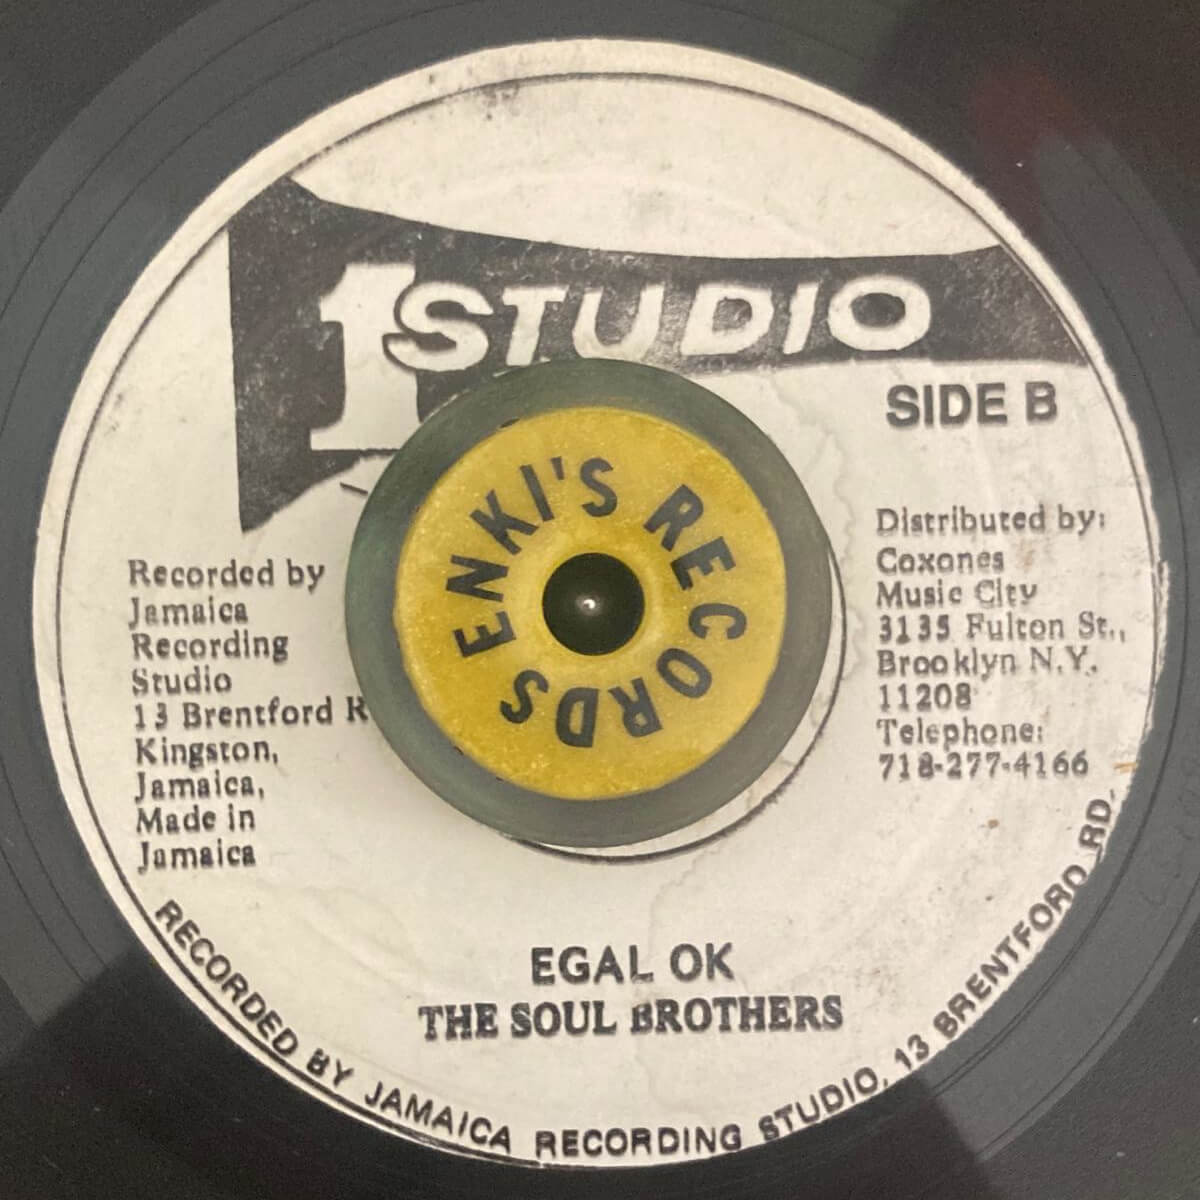 1 STUDIO
SIDE B
ENKI'S RECORDS
Recorded by
Jamaica
Recording
Studio
13 Brentford R
Kingston,
Jamaica,
Made in
Jamaica
Distributed by:
Coxones
Music City
3135 Fulton St.,
Brooklyn N.Y.
11208
Telephone:
718-277-4166
EGAL OK
THE SOUL BROTHERS
RECORDED BY JAMAICA RECORDING STUDIO, 13 BRENTFORD RD.